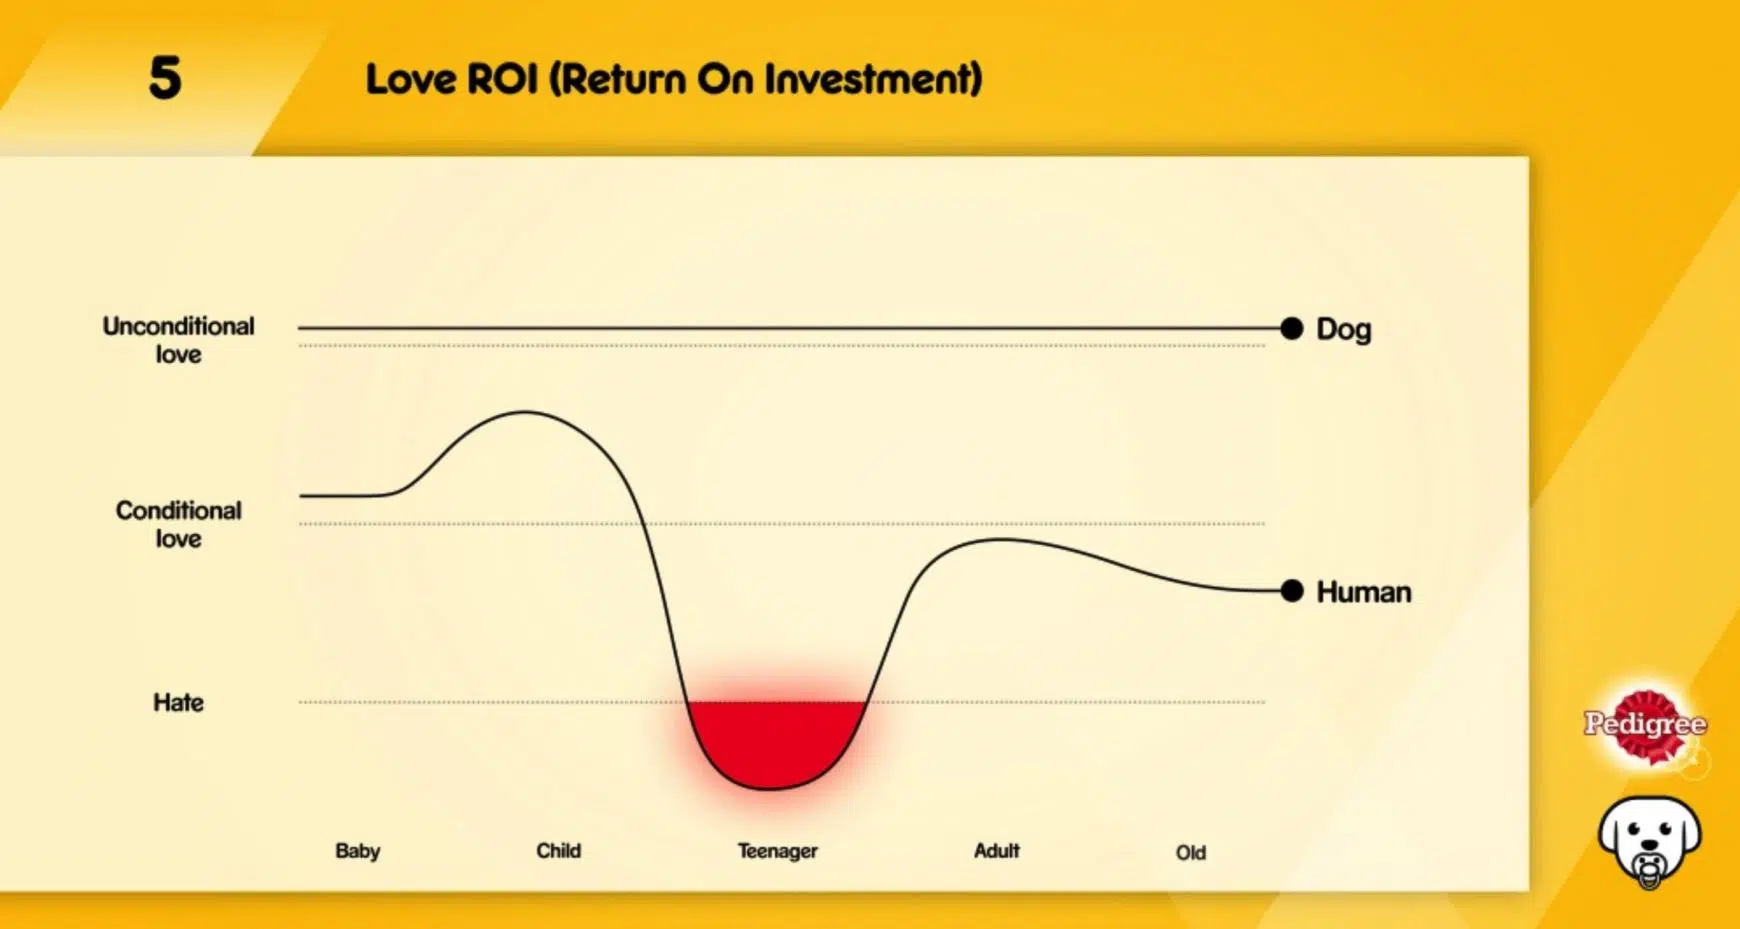 5
Love ROI (Return On Investment)
Unconditional
love
Dog
Conditional
love
Human
Hate
Pedigree
Baby
Child
Teenager
Adult
Old